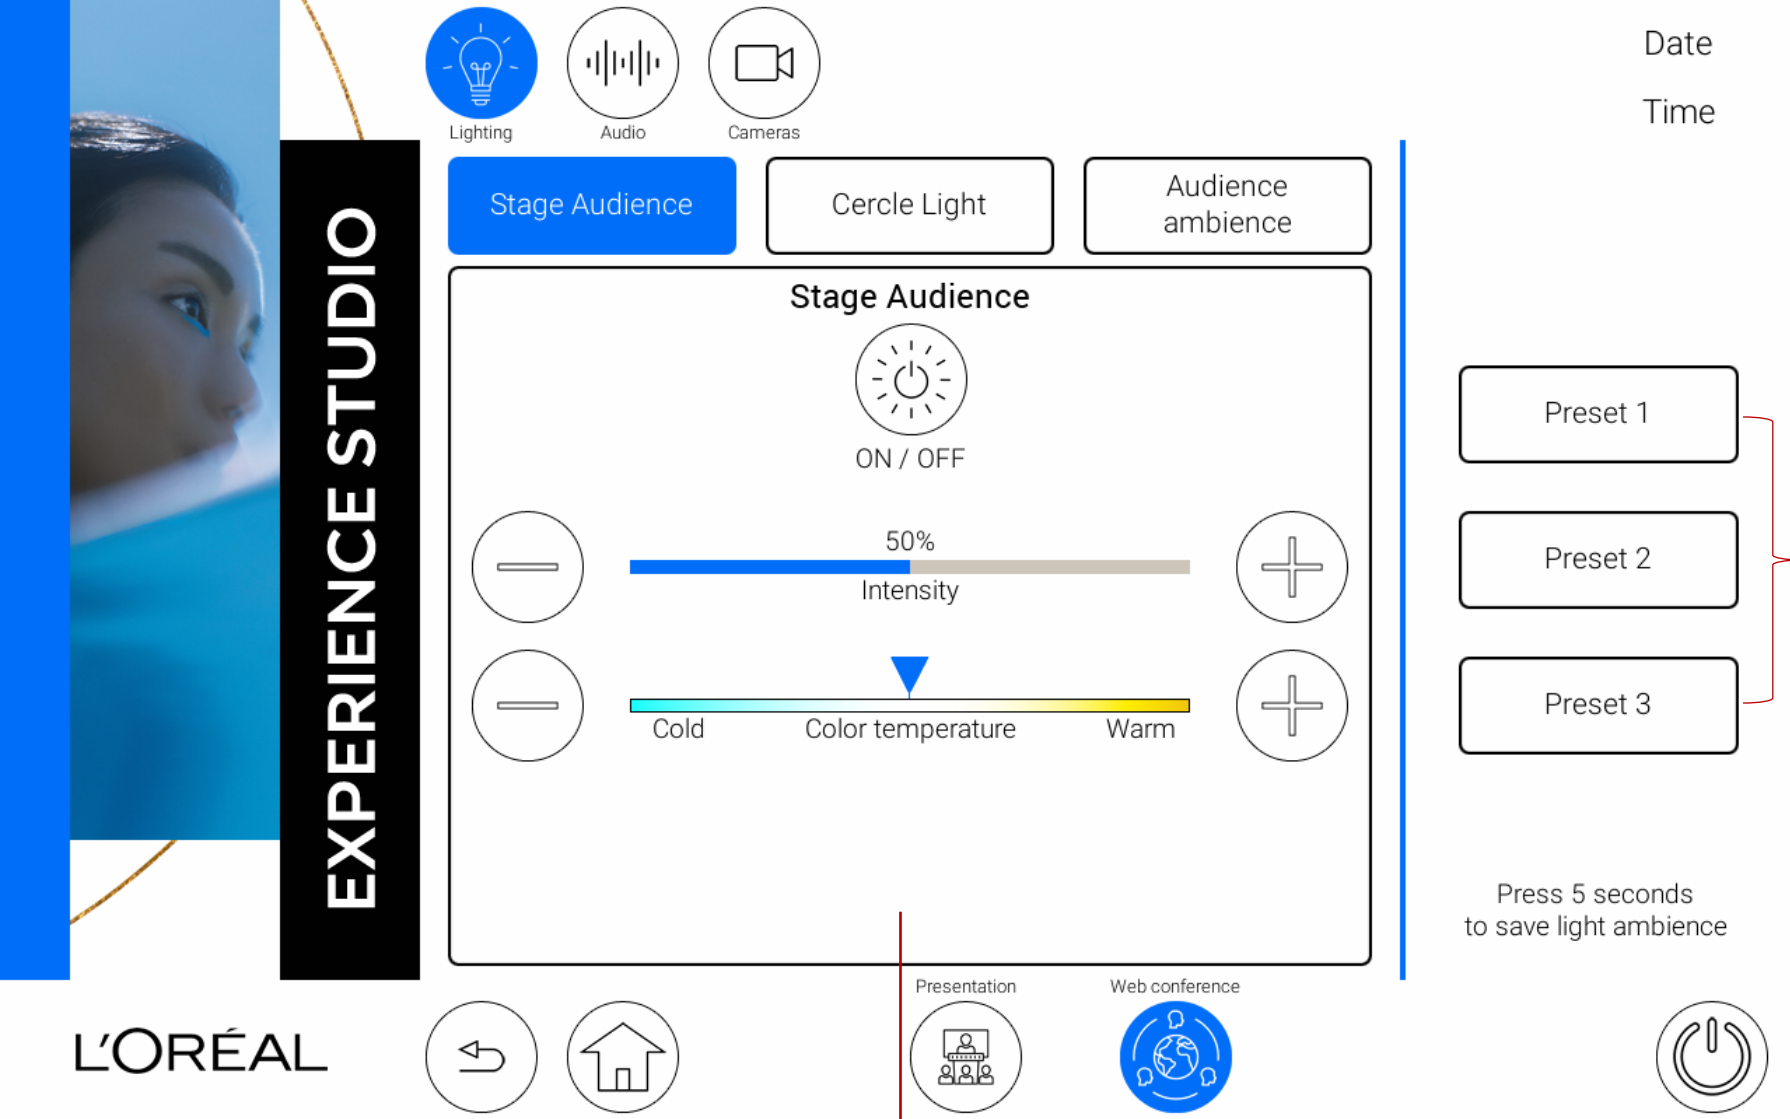 Date
Time
Lighting
Audio
Cameras
EXPERIENCE STUDIO
Stage Audience
Cercle Light
Audience
ambience
Stage Audience
ON / OFF
50%
Intensity
Cold
Color temperature
Warm
Preset 1
Preset 2
Preset 3
Press 5 seconds
to save light ambience
Presentation
Web conference
L'ORÉAL